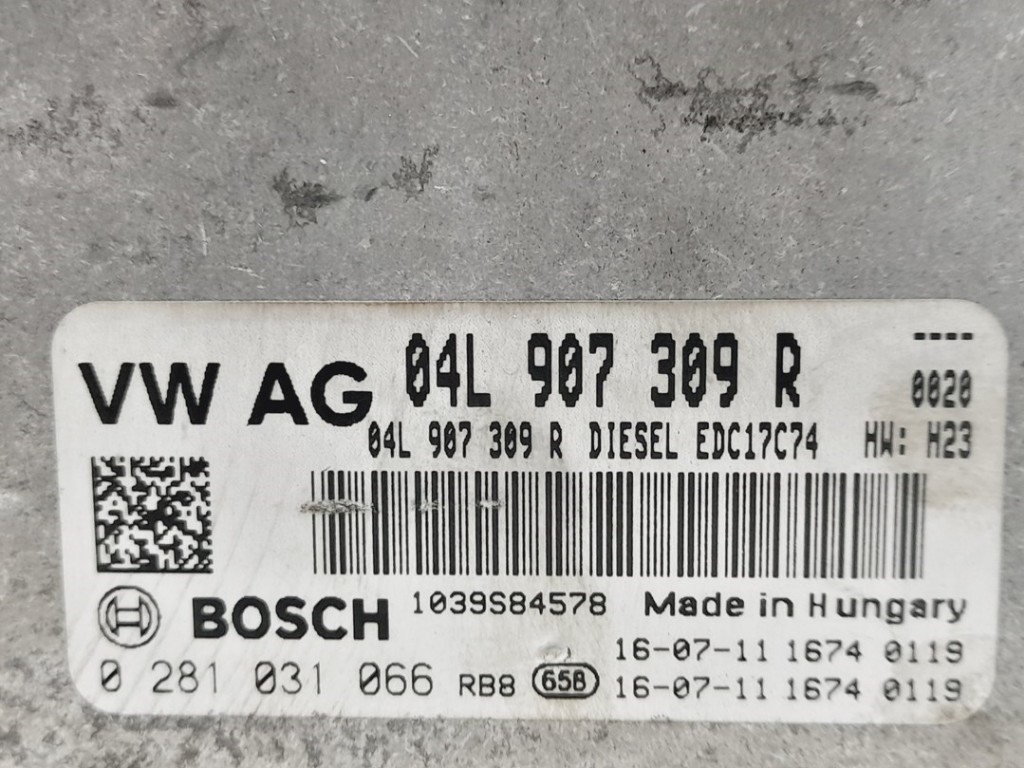 VW AG 04L 907 309 R ----
0020
04L 907 309 R DIESEL EDC17C74 HW: H23
BOSCH 1039S84578 Made in Hungary
16-07-11 1674 0119
0 281 031 066 RB8 65B 16-07-11 1674 0119